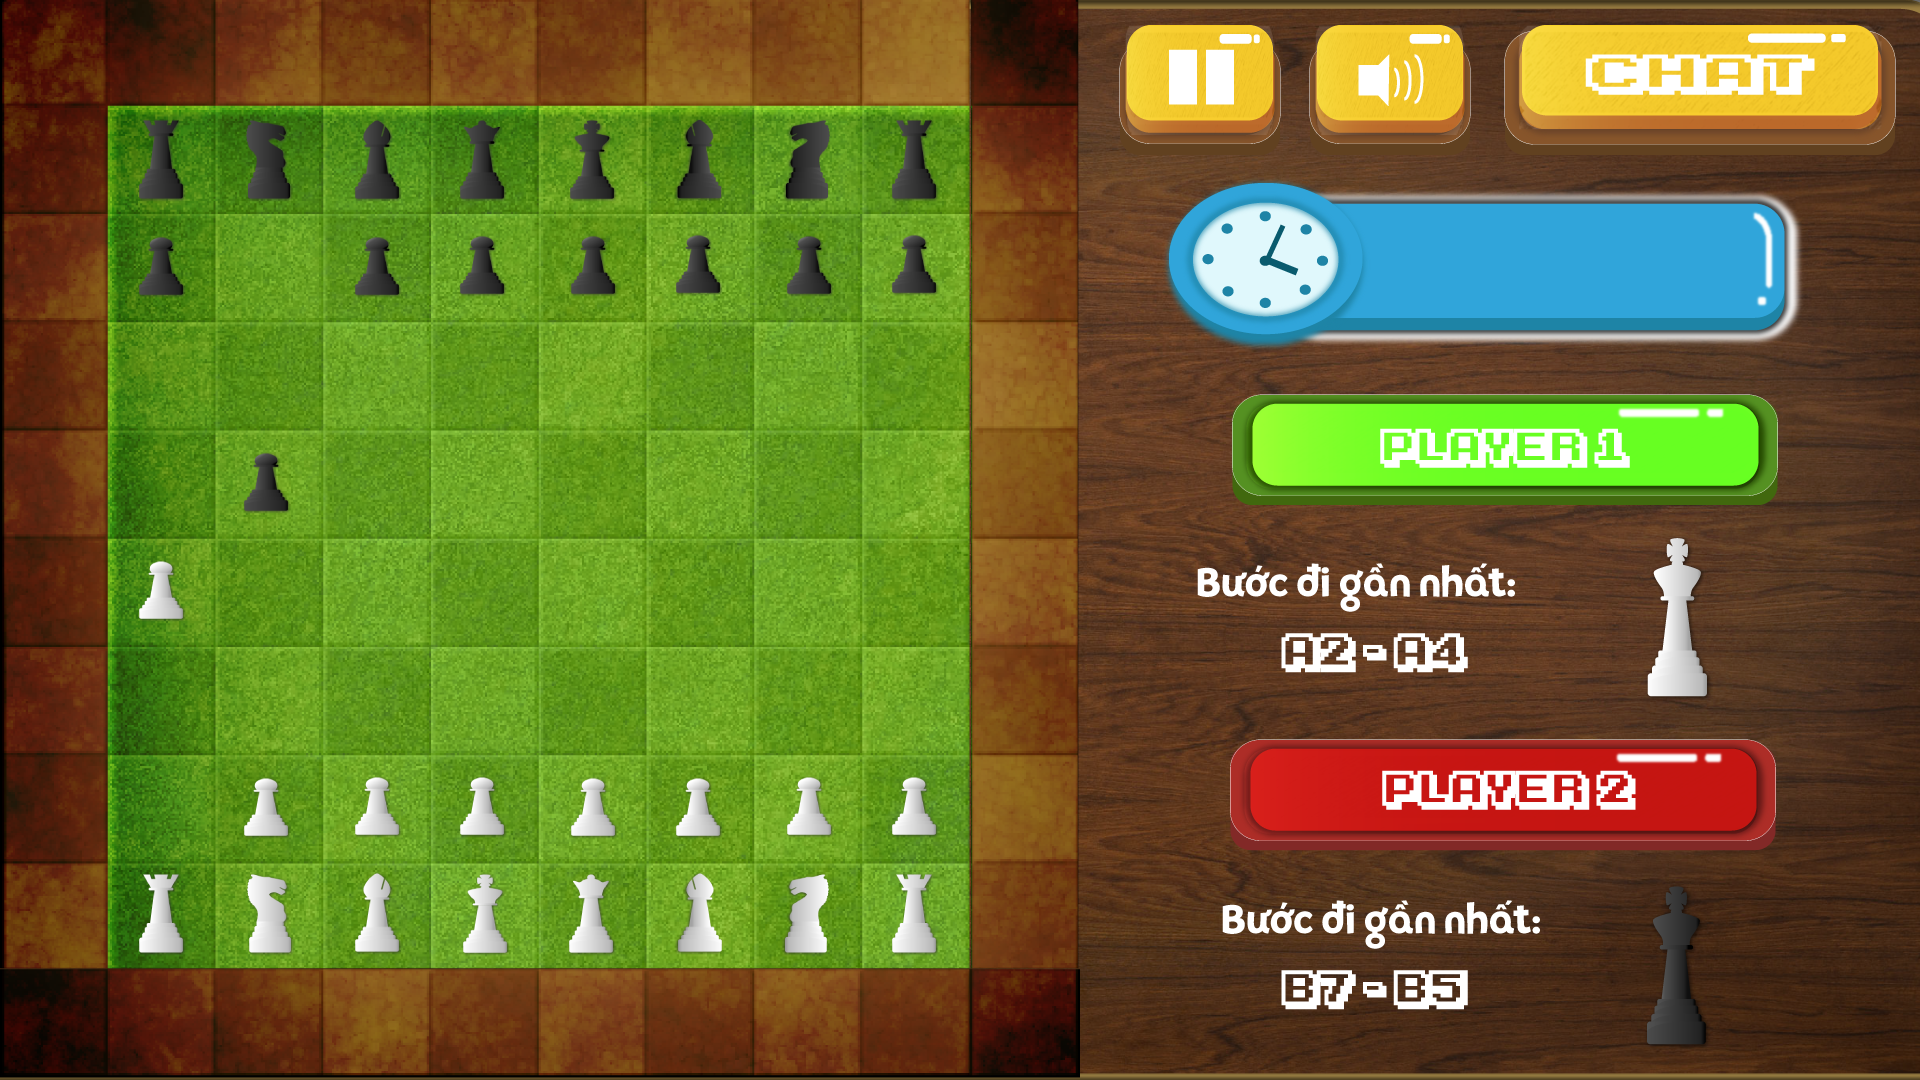 CHAT
PLAYER 1
Bước đi gần nhất:
A2 - A4
PLAYER 2
Bước đi gần nhất:
B7 - B5